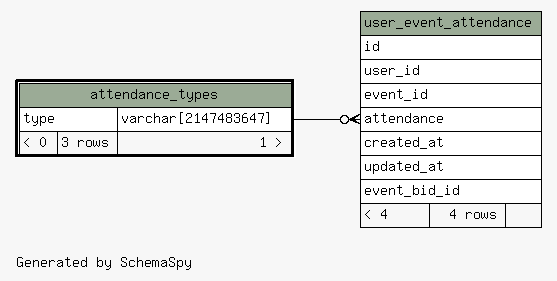 attendance_types
type varchar[2147483647]
< 0 3 rows 1 >
user_event_attendance
id
user_id
event_id
attendance
created_at
updated_at
event_bid_id
< 4 4 rows
Generated by SchemaSpy